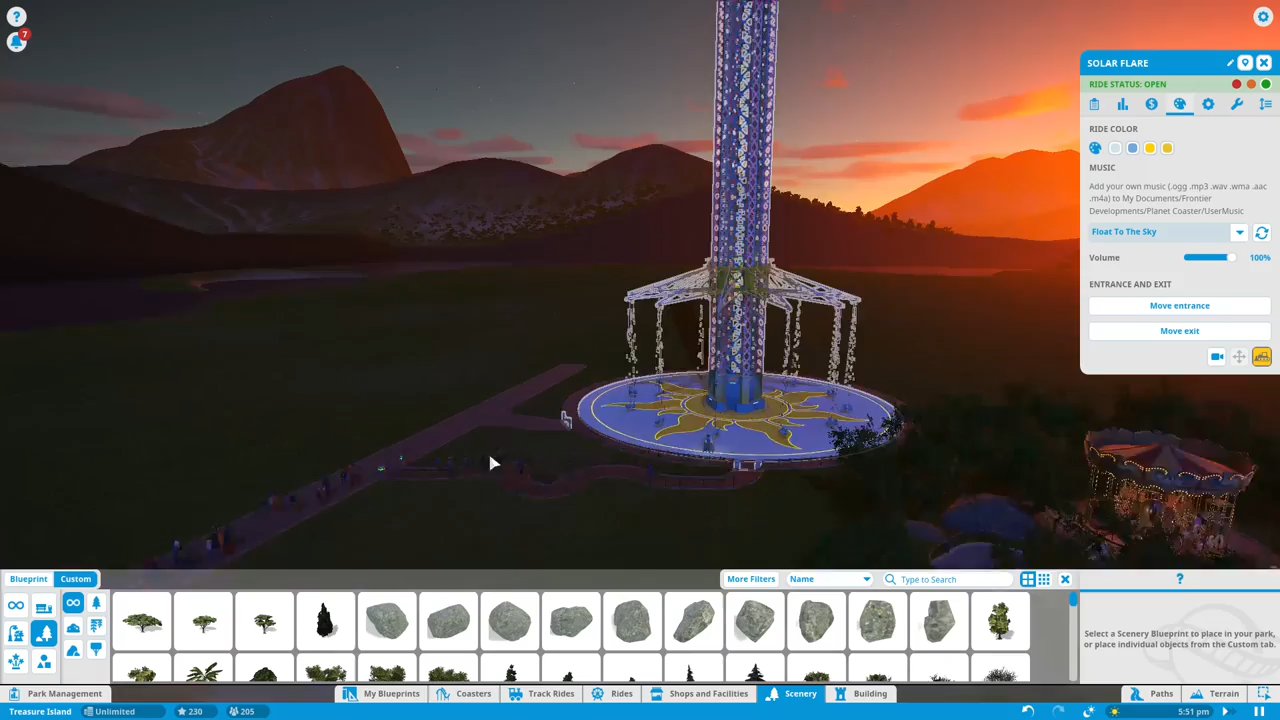 ?
7
SOLAR FLARE
RIDE STATUS: OPEN
RIDE COLOR
MUSIC
Add your own music (.ogg .mp3 .wav .wma .aac
.m4a) to My Documents/Frontier
Developments/Planet Coaster/UserMusic
Float To The Sky
Volume 100%
ENTRANCE AND EXIT
Move entrance
Move exit
Blueprint Custom More Filters Name Type to Search ?
Select a Scenery Blueprint to place in your park,
or place individual objects from the Custom tab.
Park Management My Blueprints Coasters Track Rides Rides Shops and Facilities Scenery Building Paths Terrain
Treasure Island Unlimited 230 205 5:51 pm